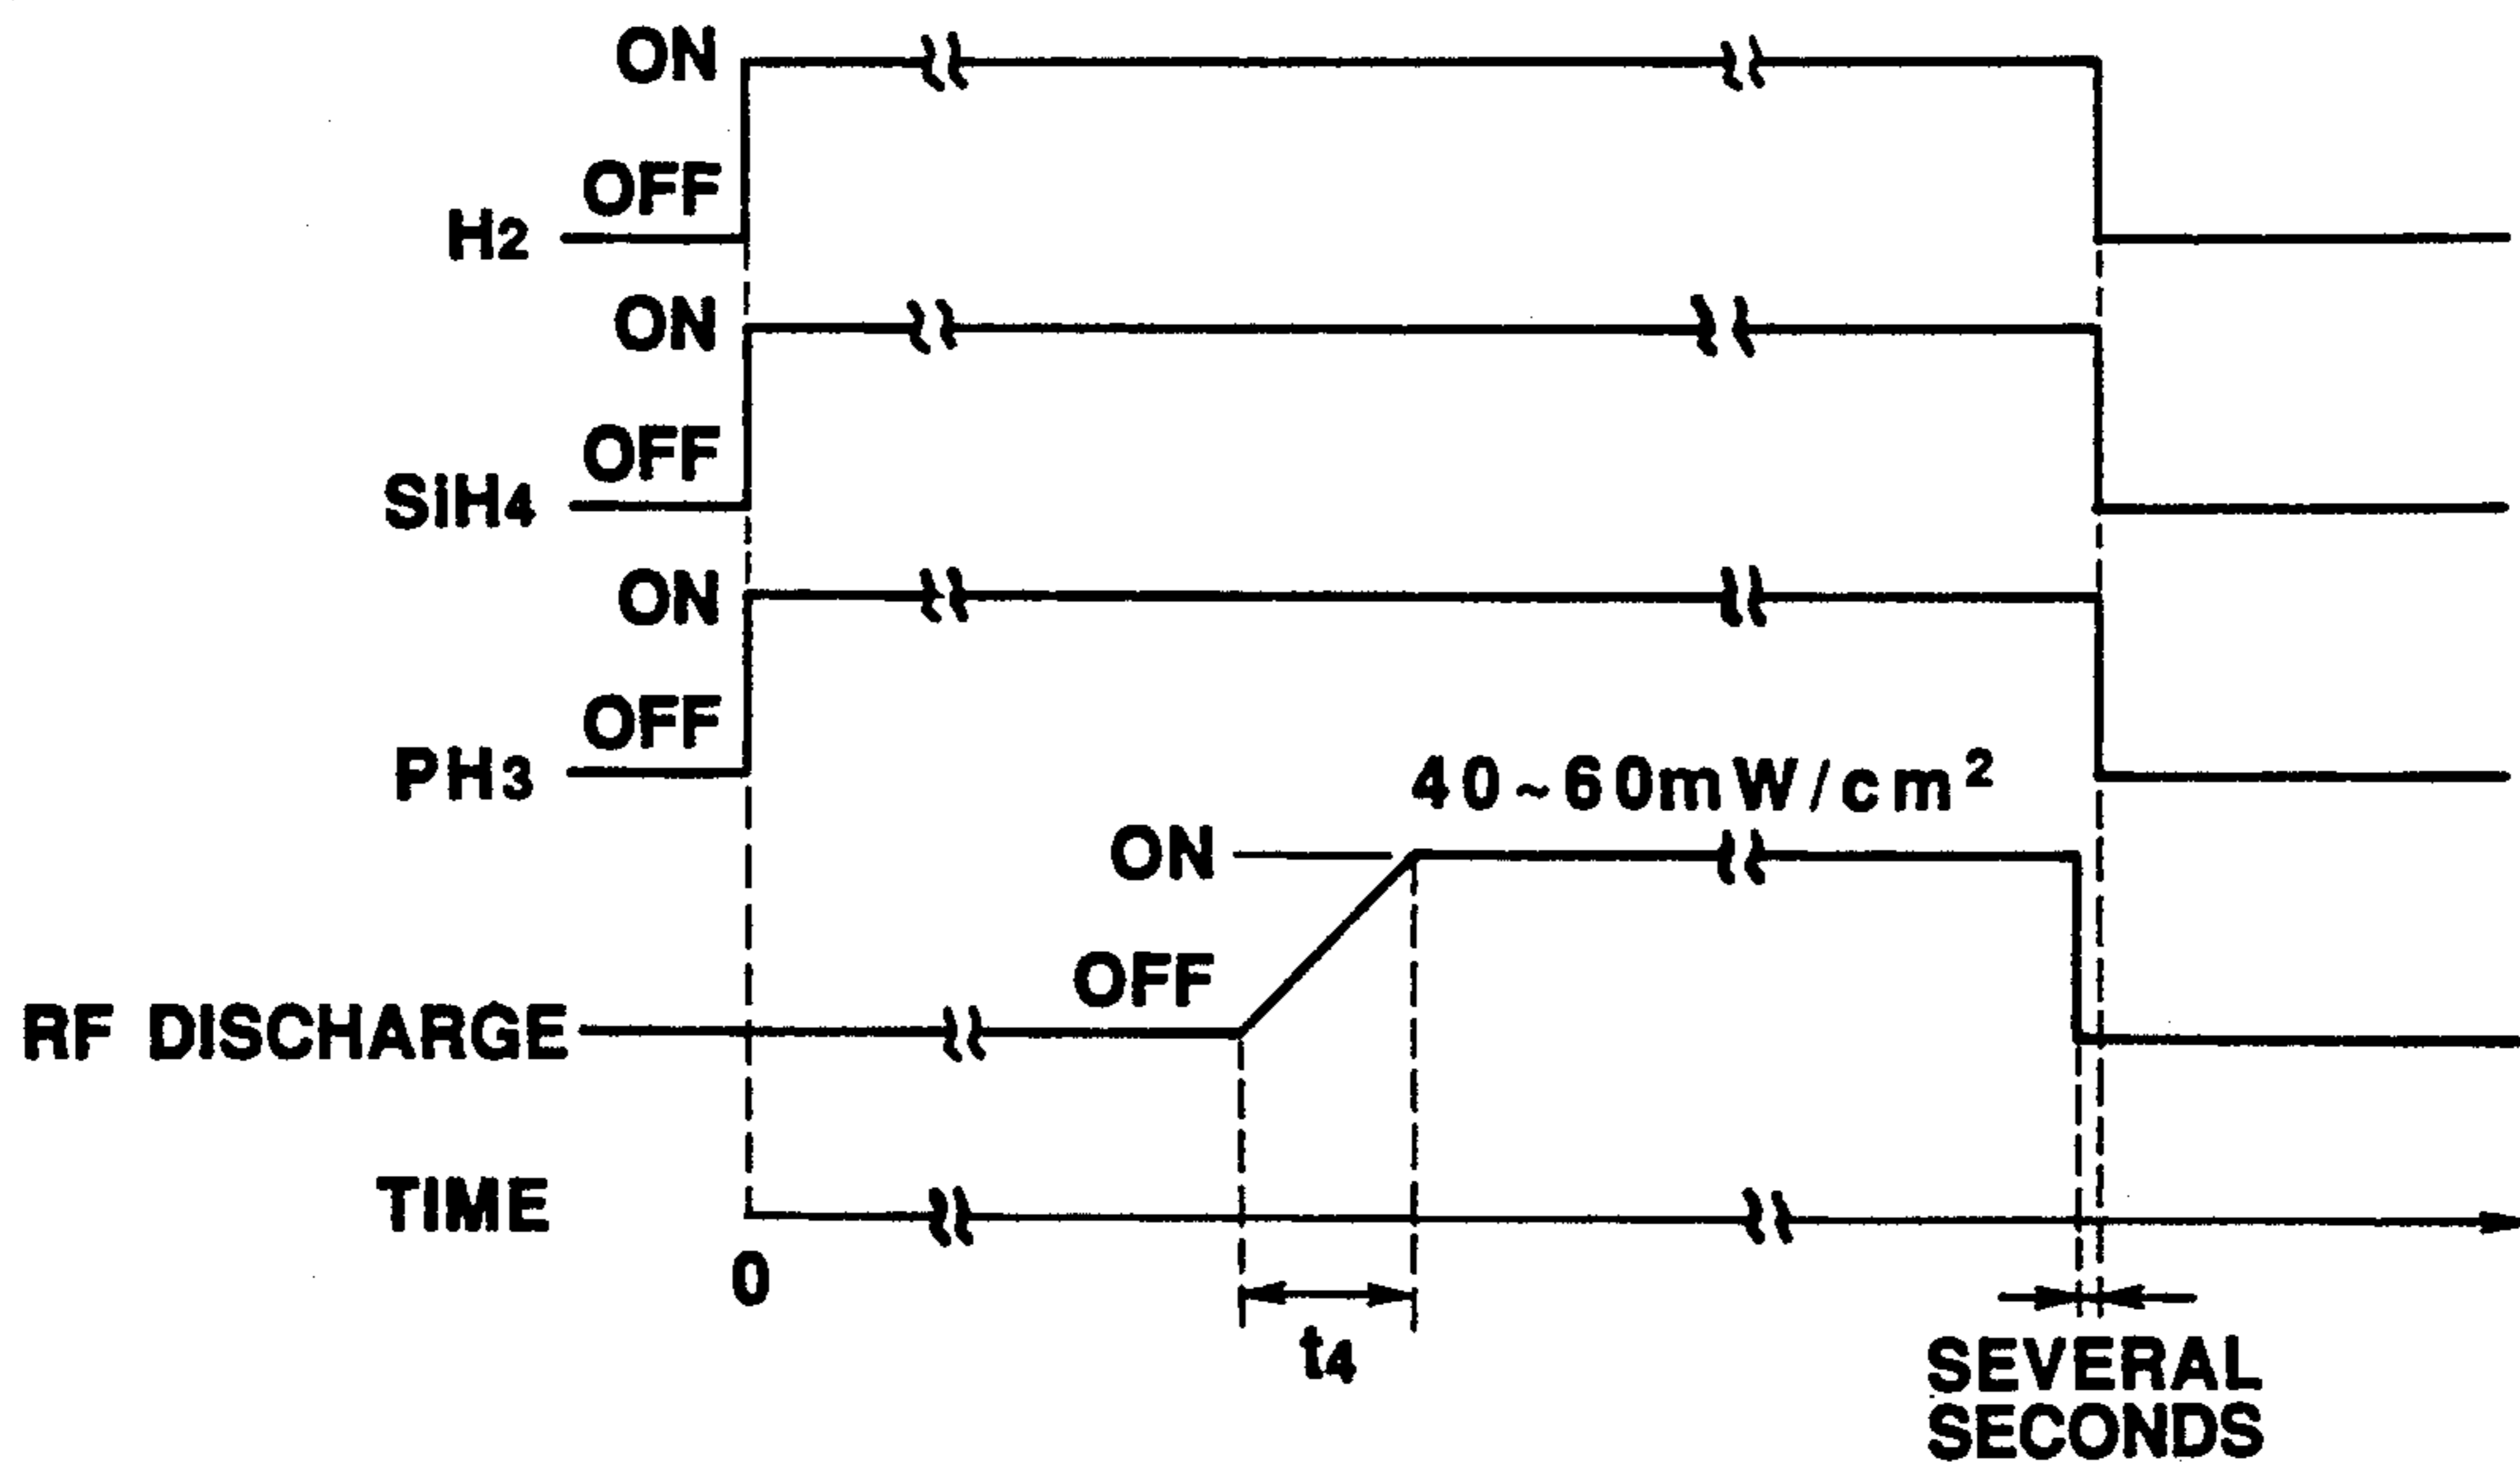 ON
OFF
H2
ON
OFF
SiH4
ON
OFF
PH3
40~60mW/cm²
ON
OFF
RF DISCHARGE
TIME
0
t4
SEVERAL
SECONDS